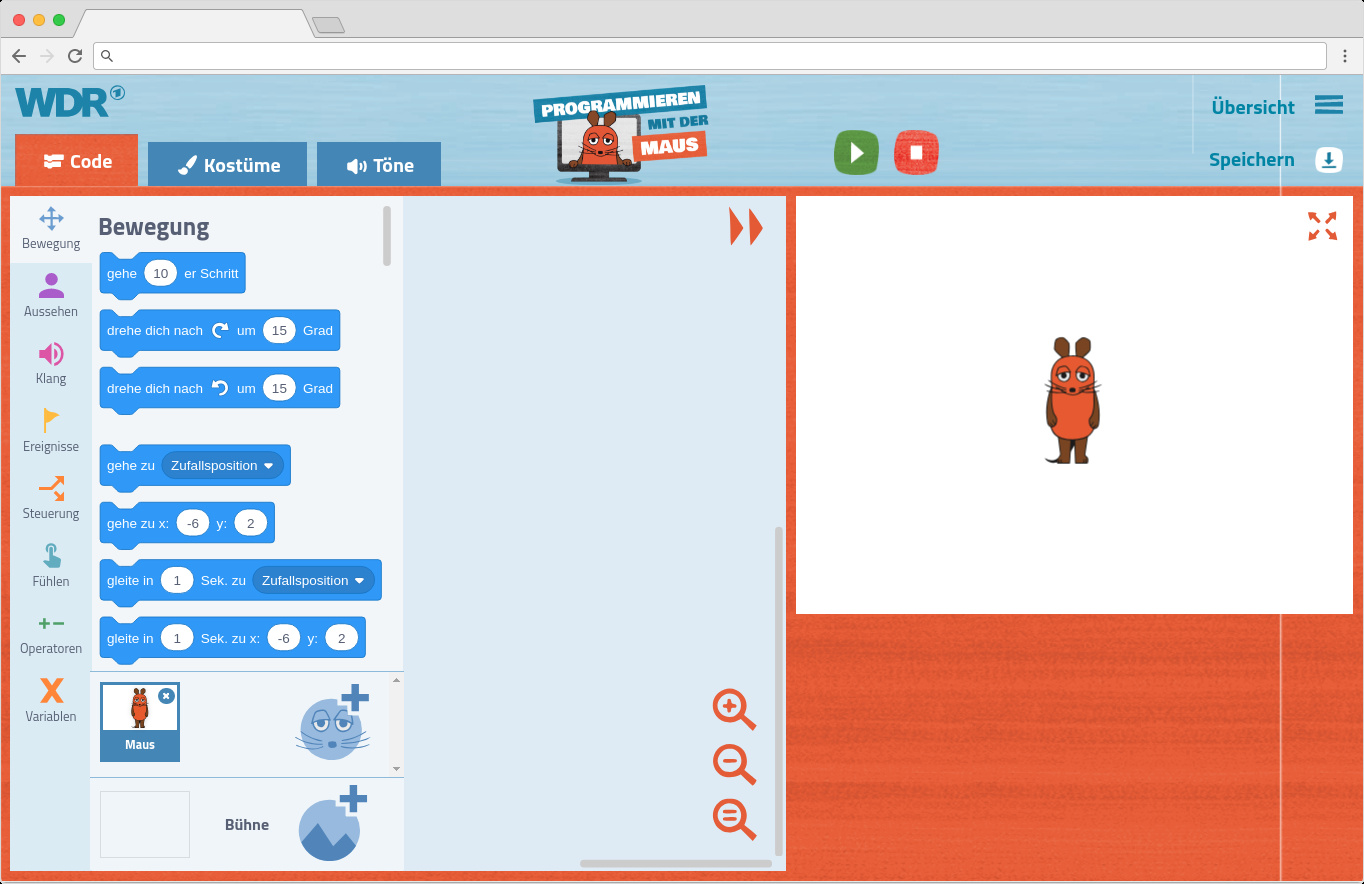 WDR
PROGRAMMIEREN
MIT DER
MAUS
Übersicht
Speichern
Code
Kostüme
Töne
Bewegung
Aussehen
Klang
Ereignisse
Steuerung
Fühlen
Operatoren
Variablen
Bewegung
gehe 10 er Schritt
drehe dich nach um 15 Grad
drehe dich nach um 15 Grad
gehe zu Zufallsposition
gehe zu x: -6 y: 2
gleite in 1 Sek. zu Zufallsposition
gleite in 1 Sek. zu x: -6 y: 2
Maus
Bühne